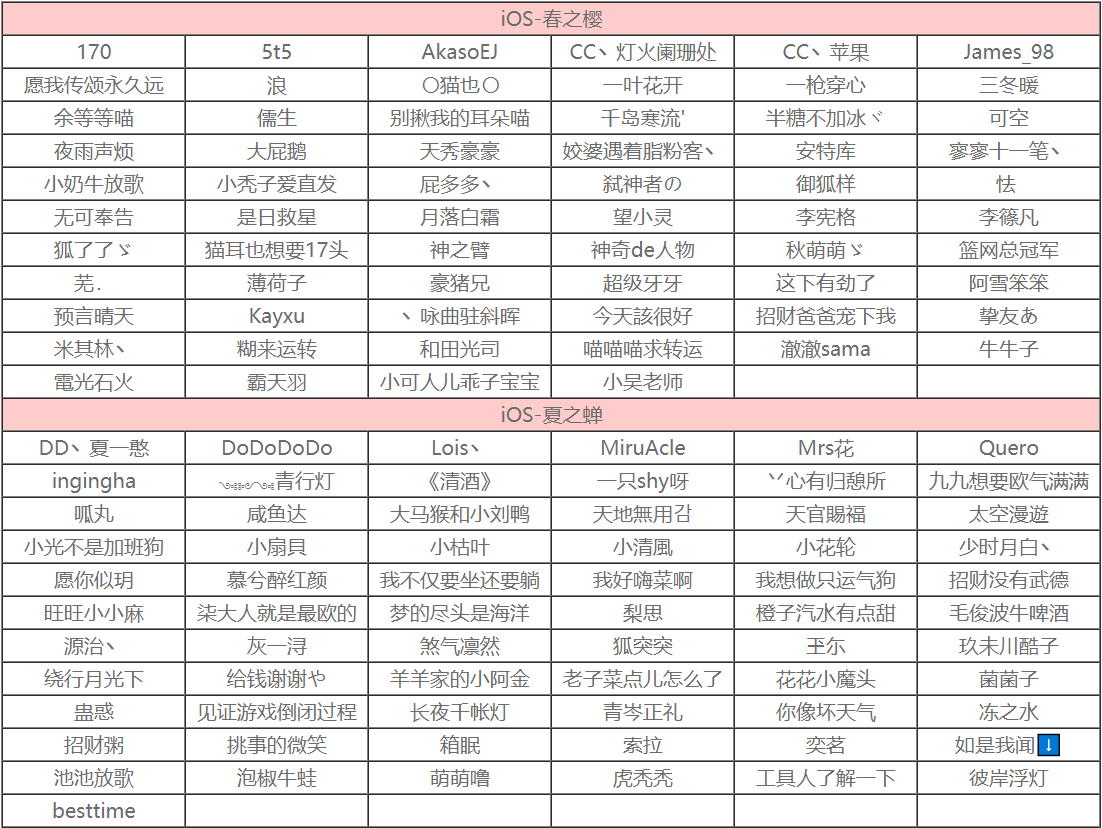 iOS-春之樱
170 5t5 AkasoEJ CC丶灯火阑珊处 CC丶苹果 James_98
愿我传颂永久远 浪 〇猫也〇 一叶花开 一枪穿心 三冬暖
余等等喵 儒生 别揪我的耳朵喵 千岛寒流' 半糖不加冰ヾ 可空
夜雨声烦 大屁鹅 天秀豪豪 姣婆遇着脂粉客丶 安特库 寥寥十一笔丶
小奶牛放歌 小秃子爱直发 屁多多丶 弑神者の 御狐样 怯
无可奉告 是日救星 月落白霜 望小灵 李宪格 李篠凡
狐了了ゞ 猫耳也想要17头 神之臂 神奇de人物 秋萌萌ゞ 篮网总冠军
芜． 薄荷子 豪猪兄 超级牙牙 这下有劲了 阿雪笨笨
预言晴天 Kayxu 丶咏曲驻斜晖 今天該很好 招财爸爸宠下我 挚友あ
米其林丶 糊来运转 和田光司 喵喵喵求转运 澈澈sama 牛牛子
電光石火 霸天羽 小可人儿乖子宝宝 小吴老师
iOS-夏之蝉
DD丶夏一憨 DoDoDoDo Lois丶 MiruAcle Mrs花 Quero
ingingha 青行灯 《清酒》 一只shy呀 丷心有归憩所 九九想要欧气满满
呱丸 咸鱼达 大马猴和小刘鸭 天地無用감 天官賜福 太空漫遊
小光不是加班狗 小扇貝 小枯叶 小清風 小花轮 少时月白丶
愿你似玥 慕兮醉红颜 我不仅要坐还要躺 我好嗨菜啊 我想做只运气狗 招财没有武德
旺旺小小麻 柒大人就是最欧的 梦的尽头是海洋 梨思 橙子汽水有点甜 毛俊波牛啤酒
源治丶 灰一浔 煞气凛然 狐突突 玊尓 玖未川酷子
绕行月光下 给钱谢谢や 羊羊家的小阿金 老子菜点儿怎么了 花花小魔头 菌菌子
蛊惑 见证游戏倒闭过程 长夜千帐灯 青岑正礼 你像坏天气 冻之水
招财粥 挑事的微笑 箱眠 索拉 奕茗 如是我闻⬇
池池放歌 泡椒牛蛙 萌萌噜 虎秃秃 工具人了解一下 彼岸浮灯
besttime